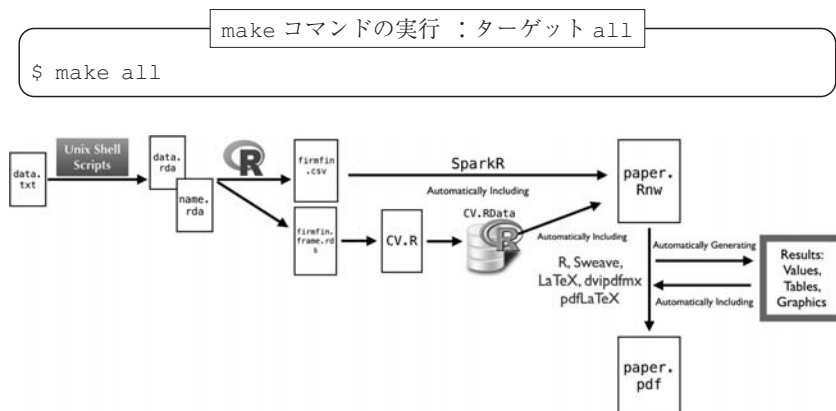 make コマンドの実行 :ターゲット all
$ make all
data.
txt
Unix Shell
Scripts
data.
rda
name.
rda
R
firmfin
.csv
firmfin.
frame.rd
s
CV.R
CV.RData
R
SparkR
Automatically Including
Automatically Including
paper.
Rnw
R, Sweave,
LaTeX, dvipdfmx
pdfLaTeX
Automatically Generating
Automatically Including
Results:
Values,
Tables,
Graphics
paper.
pdf